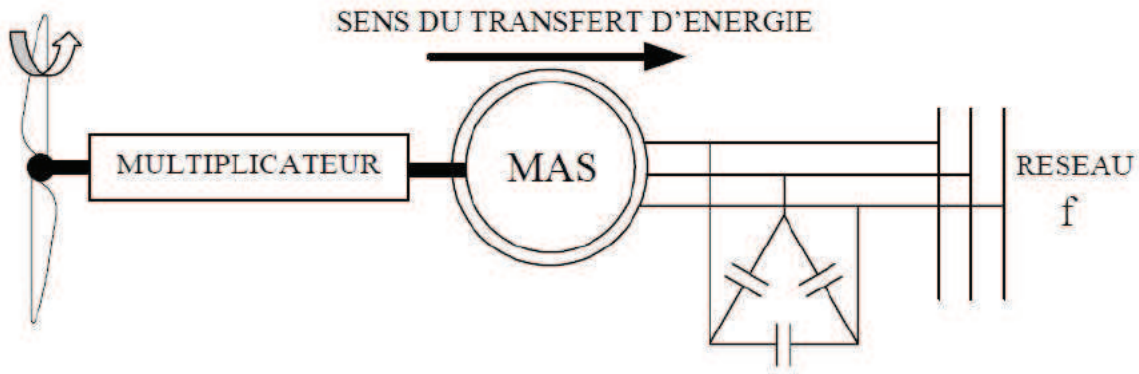 SENS DU TRANSFERT D'ENERGIE
MULTIPLICATEUR
MAS
RESEAU
f